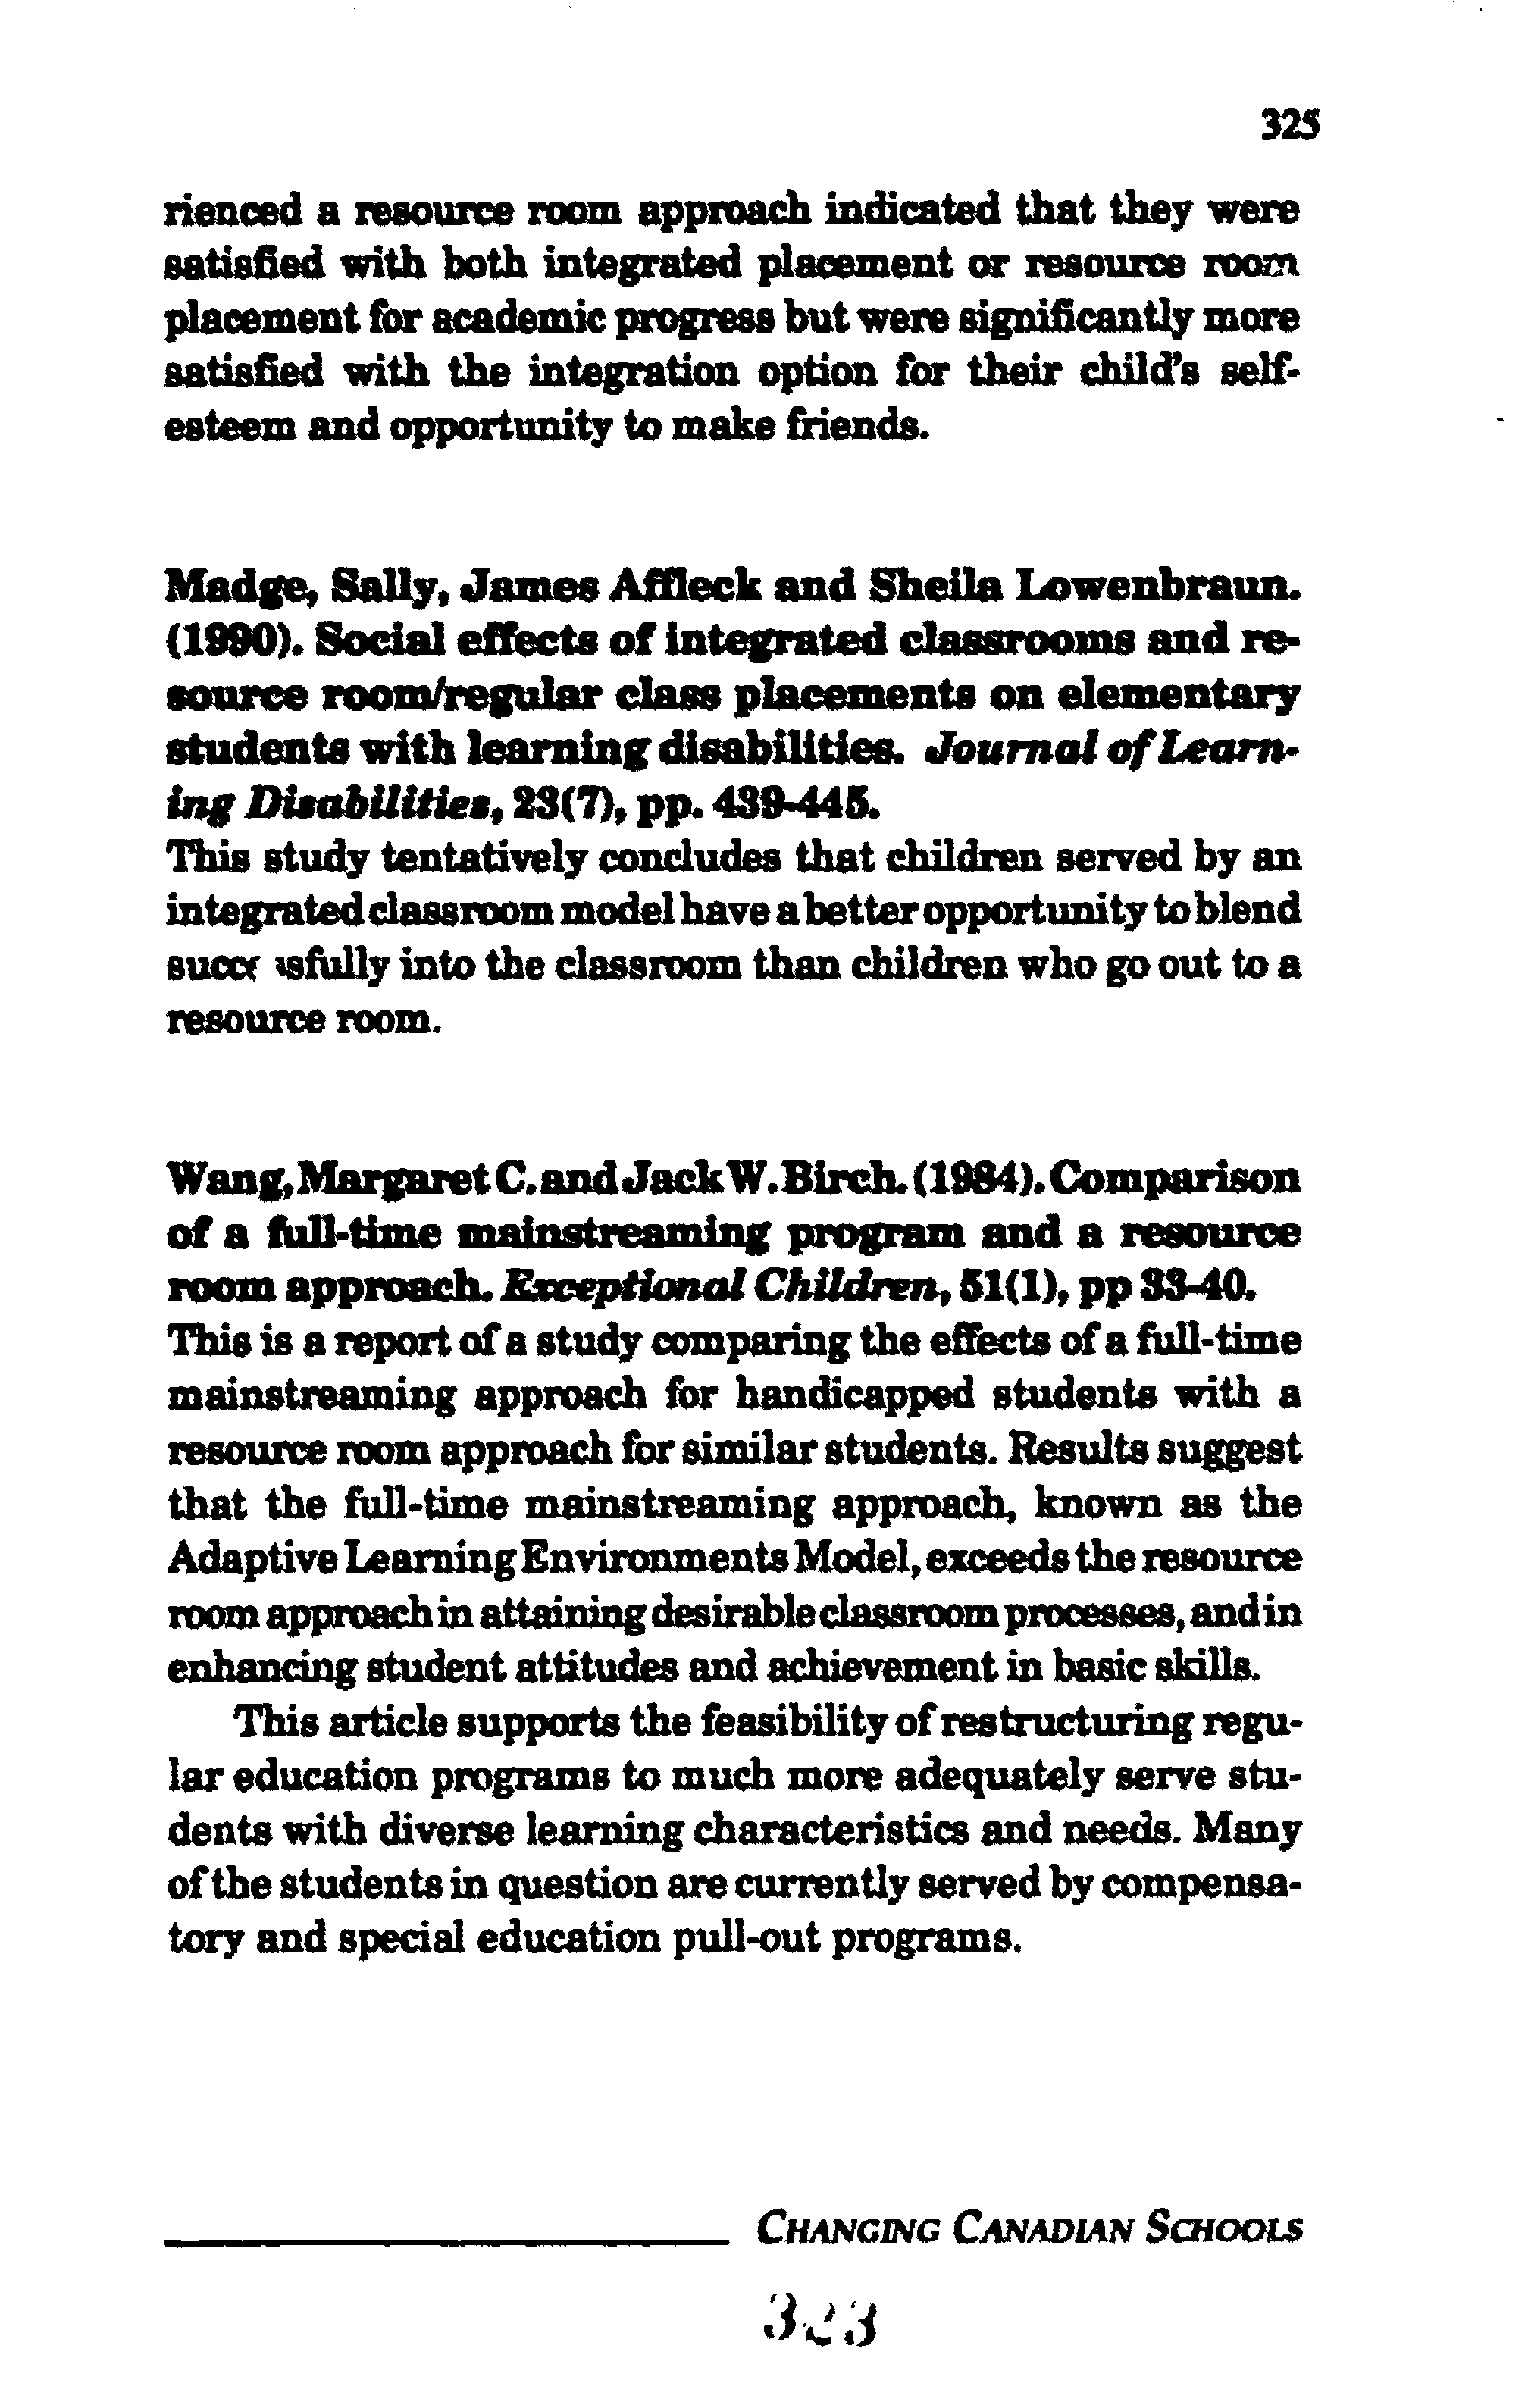 325
rienced a resource room approach indicated that they were
satisfied with both integrated placement or resource room
placement for academic progress but were significantly more
satisfied with the integration option for their child's self-
esteem and opportunity to make friends.
Madge, Sally, James Affleck and Sheila Lowenbraun.
(1990). Social effects of integrated classrooms and re-
source room/regular class placements on elementary
students with learning disabilities. Journal of Learn-
ing Disabilities, 23(7), pp. 439-445.
This study tentatively concludes that children served by an
integrated classroom model have a better opportunity to blend
successfully into the classroom than children who go out to a
resource room.
Wang, Margaret C. and Jack W. Birch. (1984). Comparison
of a full-time mainstreaming program and a resource
room approach. Exceptional Children, 51(1), pp 33-40.
This is a report of a study comparing the effects of a full-time
mainstreaming approach for handicapped students with a
resource room approach for similar students. Results suggest
that the full-time mainstreaming approach, known as the
Adaptive Learning Environments Model, exceeds the resource
room approach in attaining desirable classroom processes, and in
enhancing student attitudes and achievement in basic skills.
This article supports the feasibility of restructuring regu-
lar education programs to much more adequately serve stu-
dents with diverse learning characteristics and needs. Many
of the students in question are currently served by compensa-
tory and special education pull-out programs.
CHANGING CANADIAN SCHOOLS
323